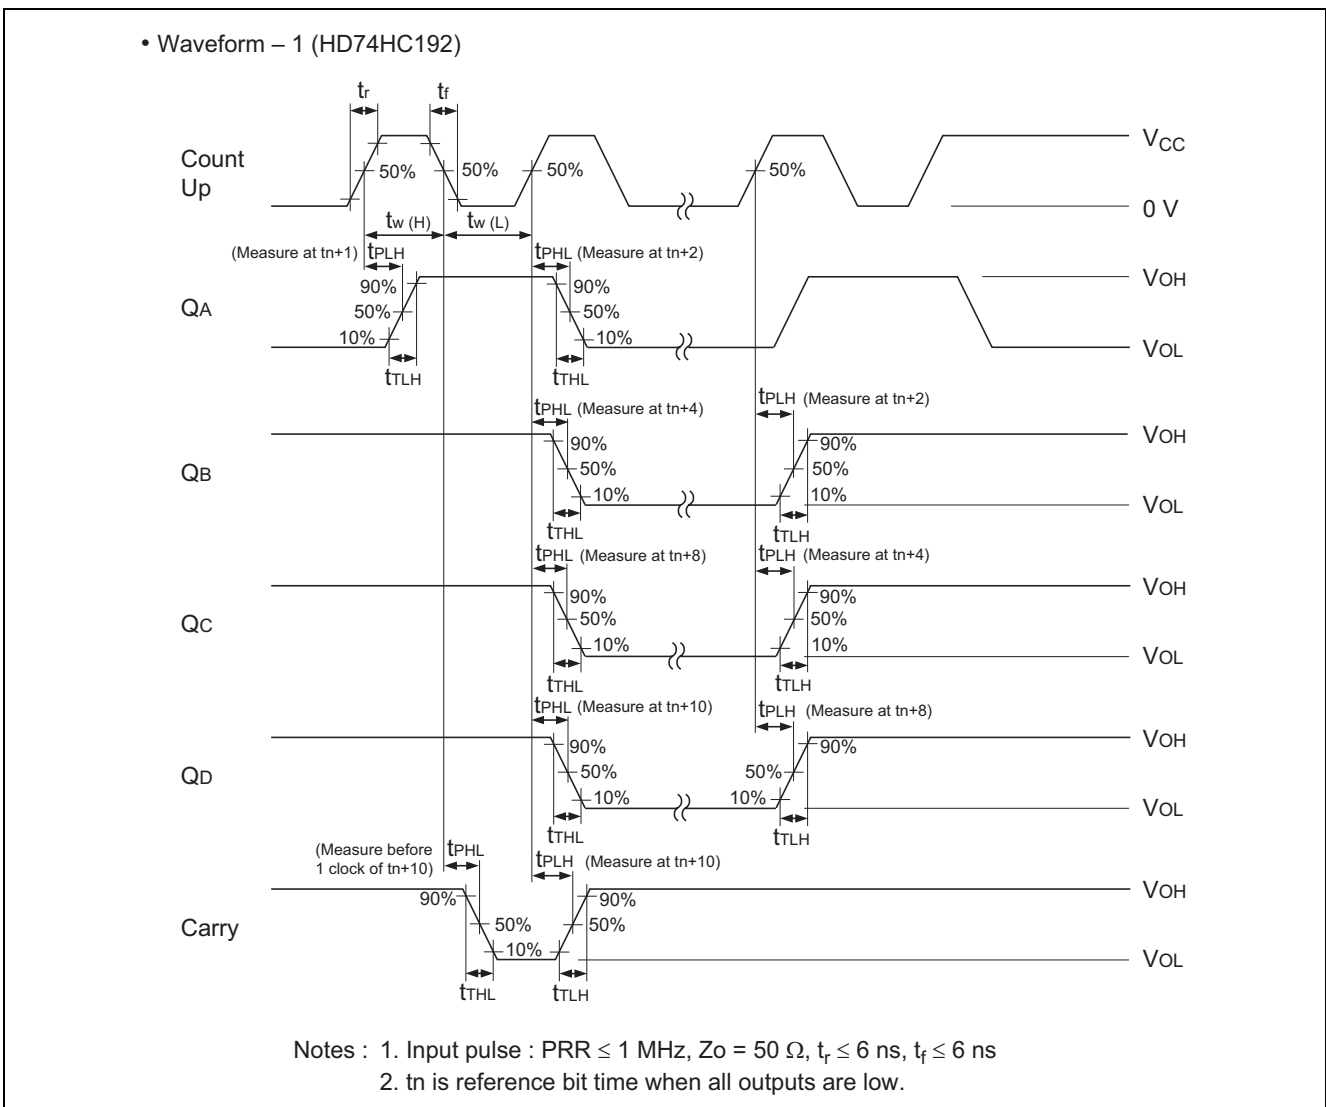 • Waveform – 1 (HD74HC192)
tr tf
Count Up
50% 50% 50% 50%
VCC
0 V
tw (H) tw (L)
(Measure at tn+1) tPLH
tPHL (Measure at tn+2)
QA
90% 50% 10%
tTLH
90% 50% 10%
tTHL
VOH
VOL
tPHL (Measure at tn+4)
tPLH (Measure at tn+2)
QB
90% 50% 10%
tTHL
90% 50% 10%
tTLH
VOH
VOL
tPHL (Measure at tn+8)
tPLH (Measure at tn+4)
QC
90% 50% 10%
tTHL
90% 50% 10%
tTLH
VOH
VOL
tPHL (Measure at tn+10)
tPLH (Measure at tn+8)
QD
90% 50% 10%
tTHL
90% 50% 10%
tTLH
VOH
VOL
(Measure before
1 clock of tn+10)
tPHL
tPLH (Measure at tn+10)
Carry
90% 50% 10%
tTHL
90% 50%
tTLH
VOH
VOL
Notes : 1. Input pulse : PRR ≤ 1 MHz, Zo = 50 Ω, tr ≤ 6 ns, tf ≤ 6 ns
2. tn is reference bit time when all outputs are low.